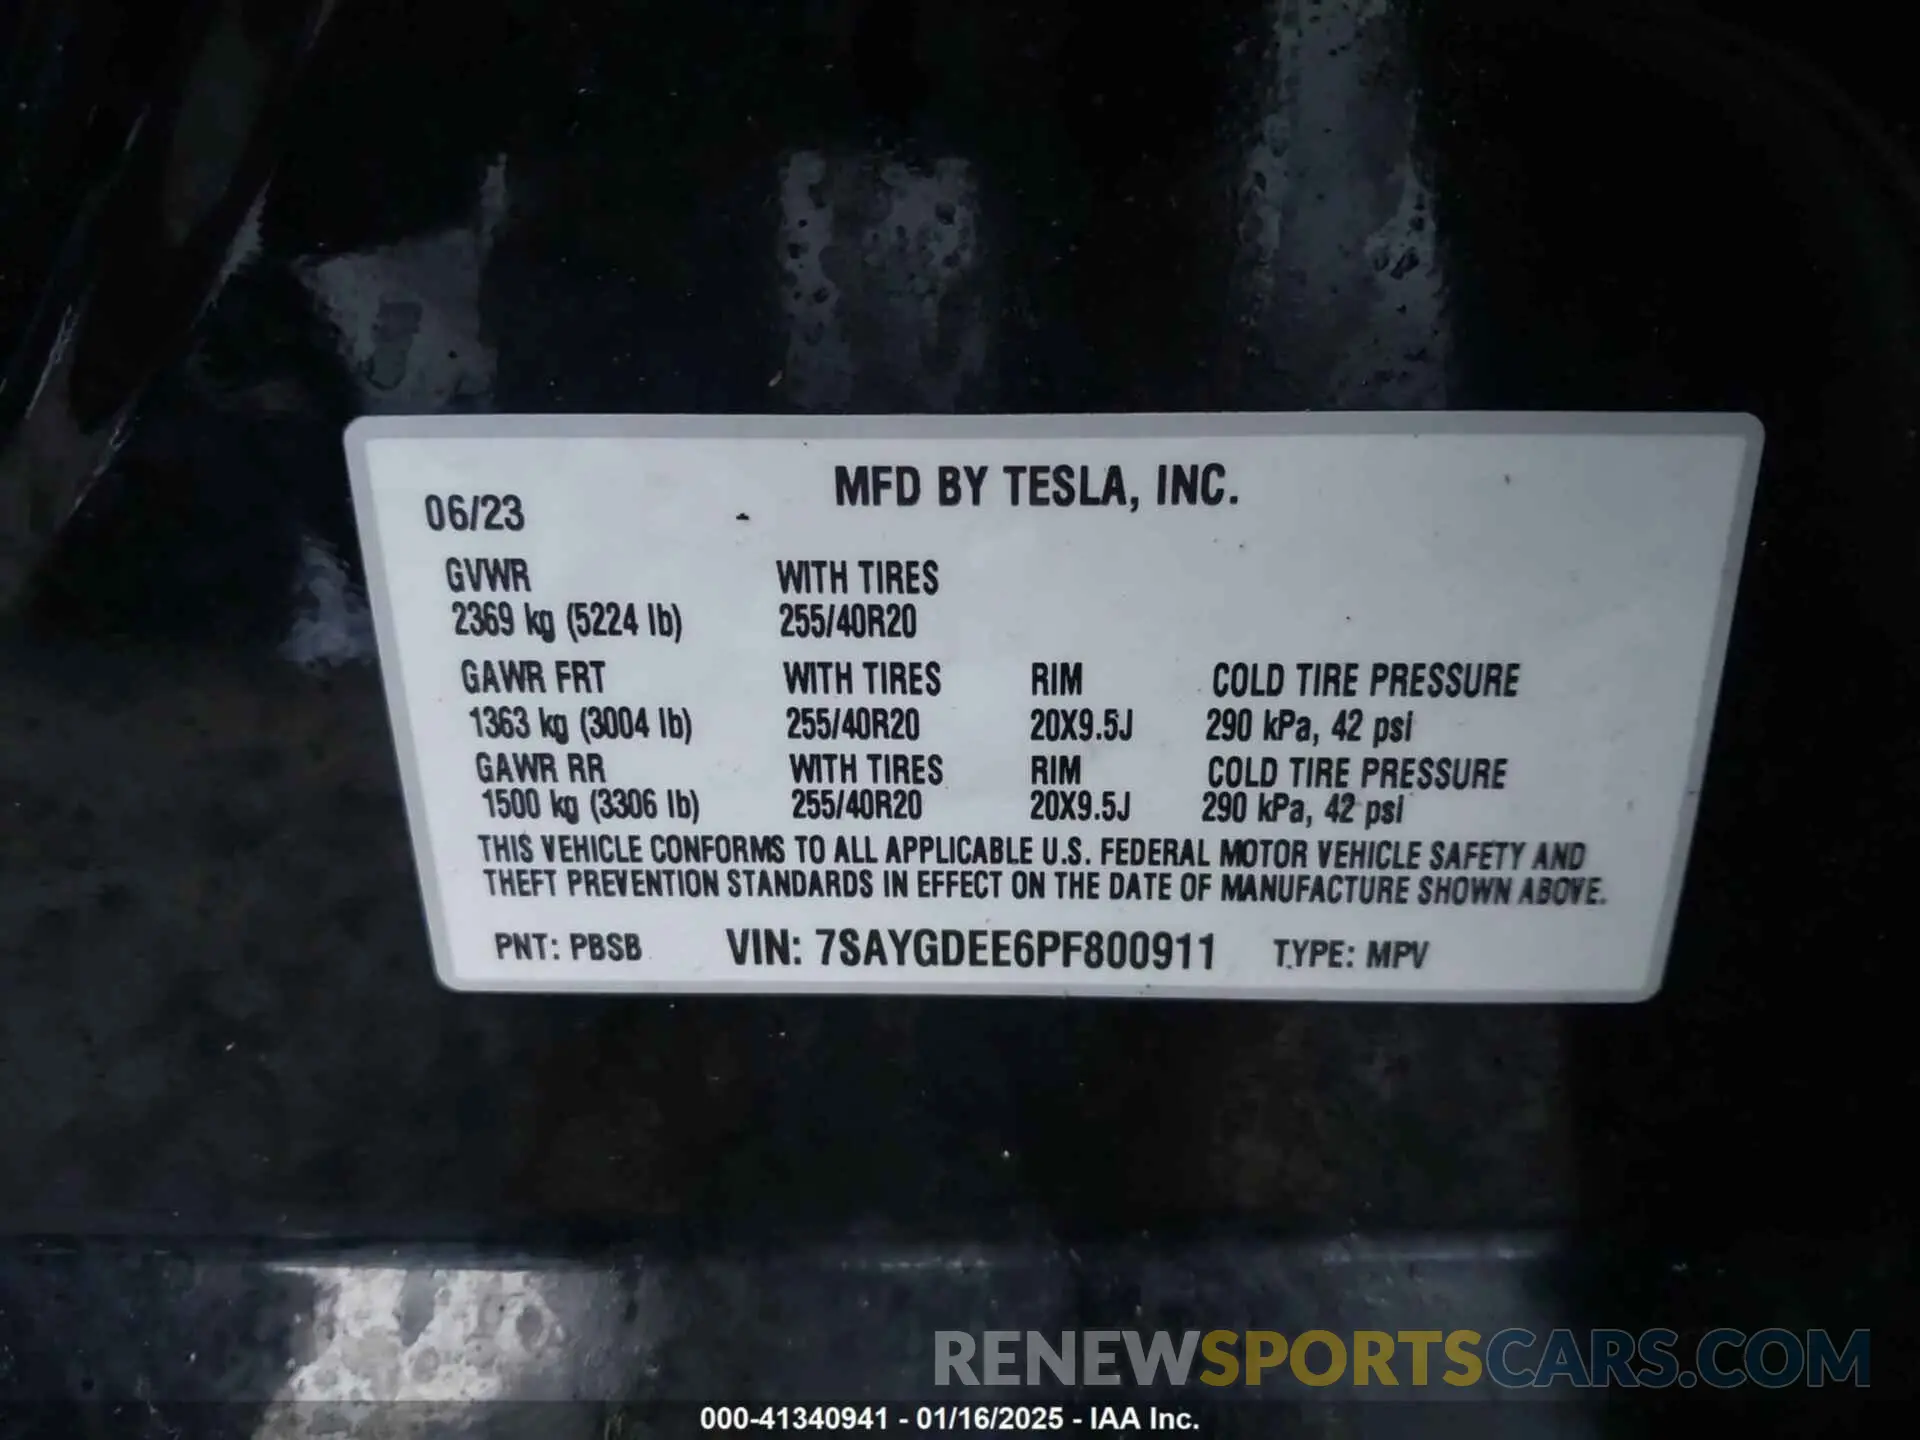 MFD BY TESLA, INC.
06/23
GVWR WITH TIRES
2369 kg (5224 lb) 255/40R20
GAWR FRT WITH TIRES RIM COLD TIRE PRESSURE
1363 kg (3004 lb) 255/40R20 20X9.5J 290 kPa, 42 psi
GAWR RR WITH TIRES RIM COLD TIRE PRESSURE
1500 kg (3306 lb) 255/40R20 20X9.5J 290 kPa, 42 psi
THIS VEHICLE CONFORMS TO ALL APPLICABLE U.S. FEDERAL MOTOR VEHICLE SAFETY AND
THEFT PREVENTION STANDARDS IN EFFECT ON THE DATE OF MANUFACTURE SHOWN ABOVE.
PNT: PBSB VIN: 7SAYGDEE6PF800911 TYPE: MPV
RENEWSPORTSCARS.COM
000-41340941 - 01/16/2025 - IAA Inc.